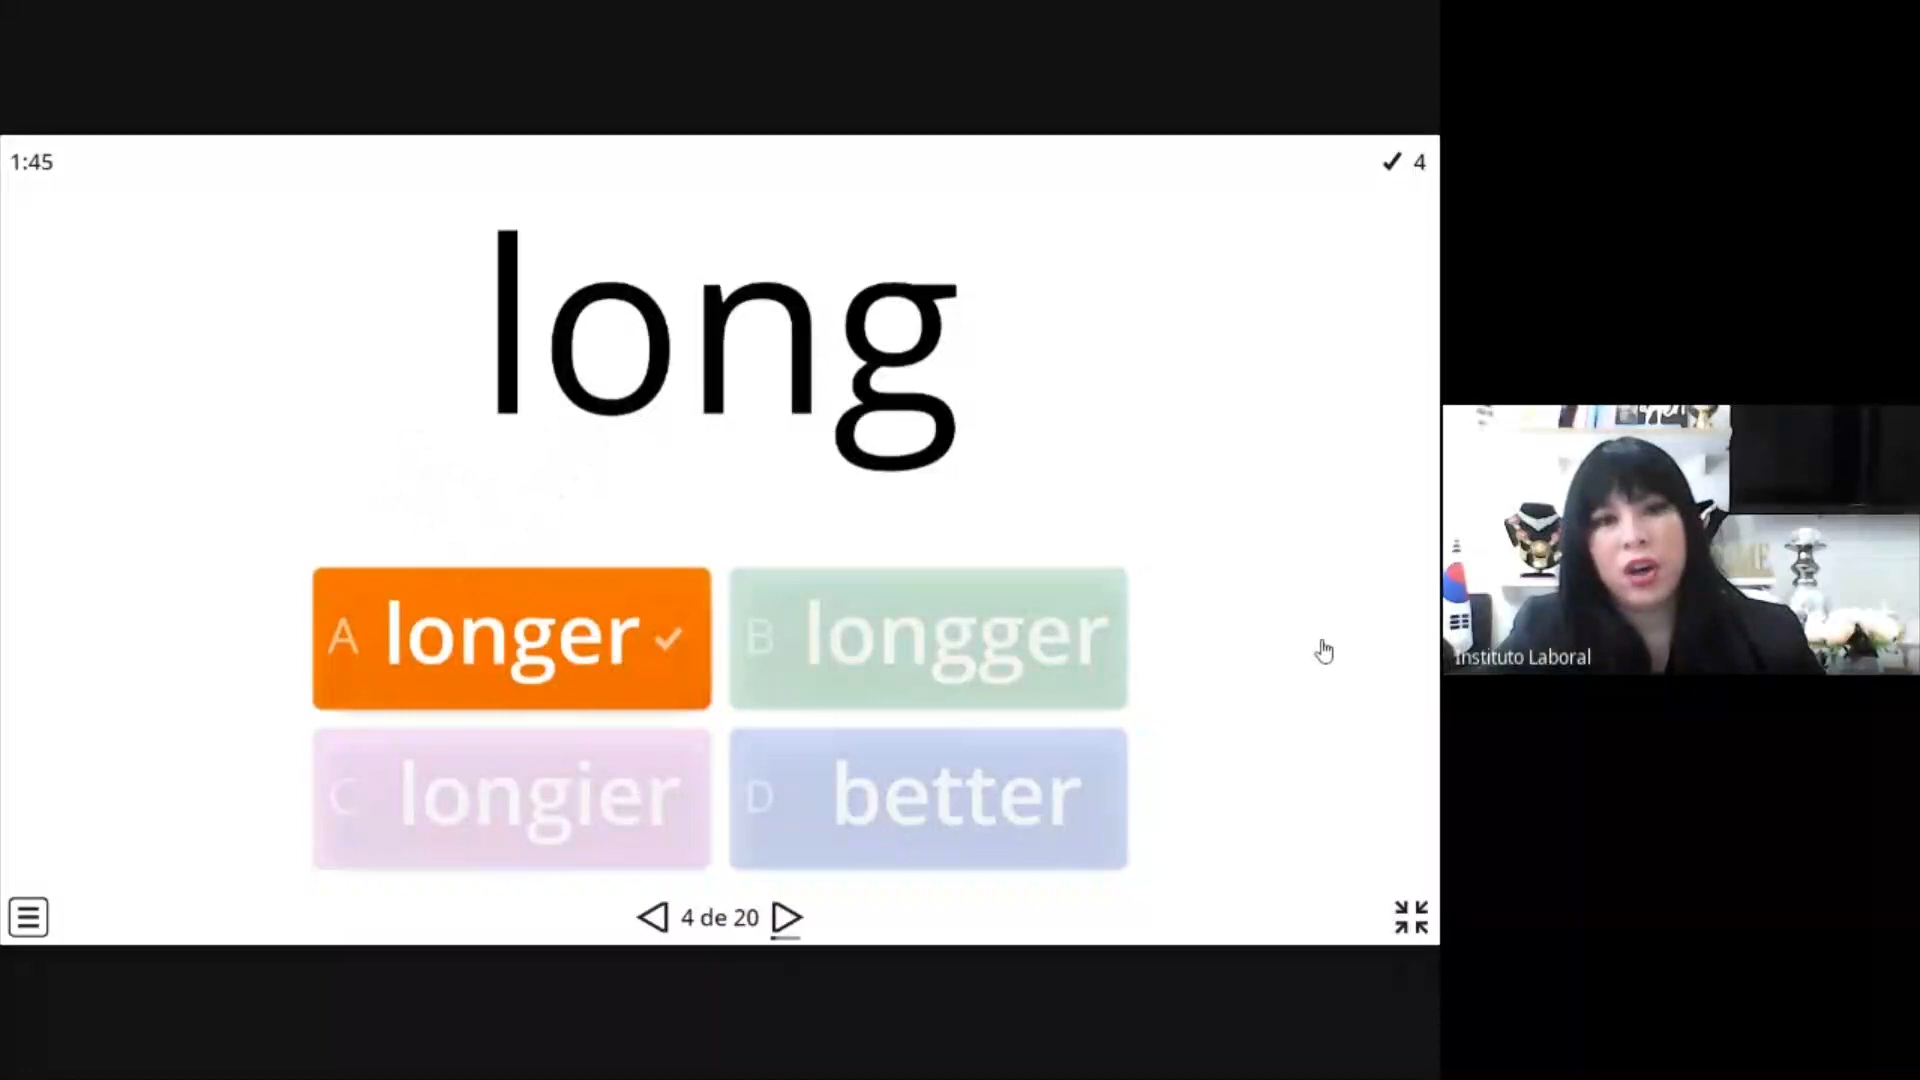 1:45
✓ 4
long
A longer ✓
B longger
C longier
D better
4 de 20
Instituto Laboral